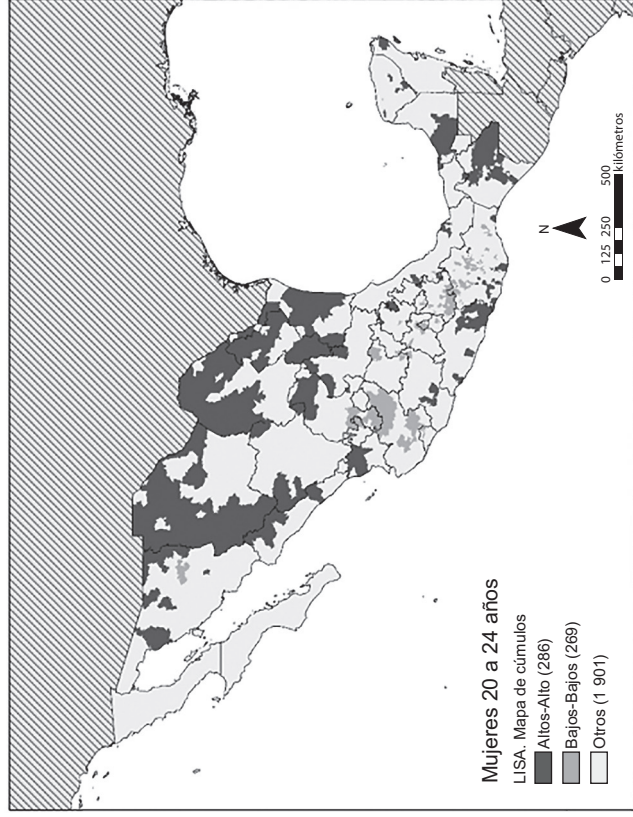 Mujeres 20 a 24 años
LISA. Mapa de cúmulos
Altos-Alto (286)
Bajos-Bajos (269)
Otros (1 901)
N
0 125 250 500
kilómetros